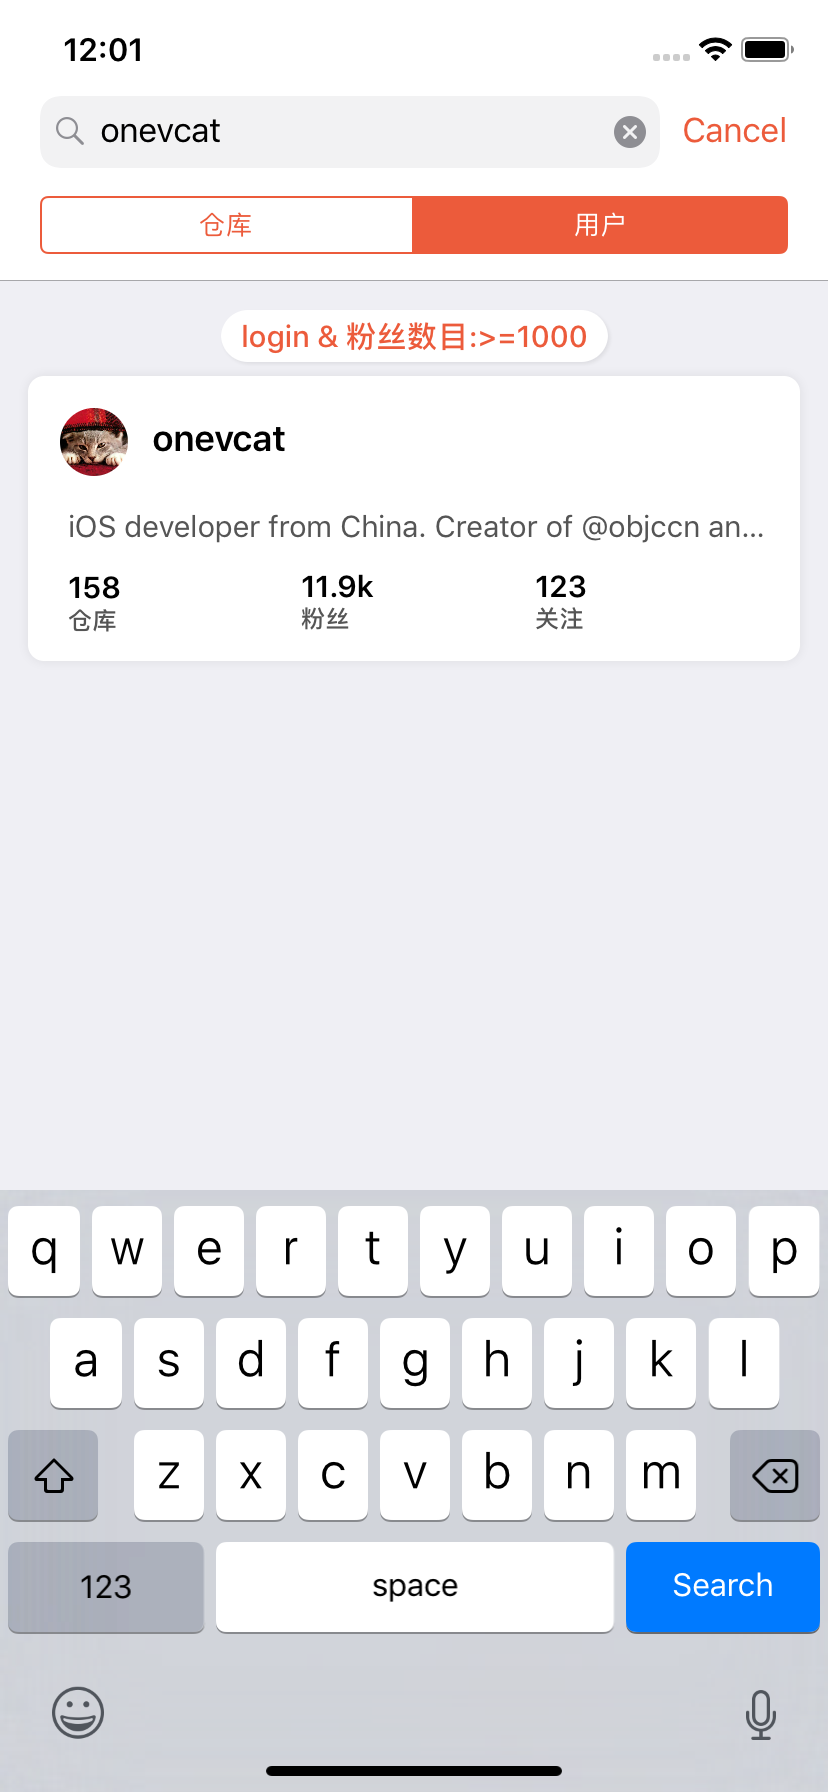 12:01
onevcat
Cancel
仓库
用户
login & 粉丝数目:>=1000
onevcat
iOS developer from China. Creator of @objccn an...
158
11.9k
123
仓库
粉丝
关注
q w e r t y u i o p
a s d f g h j k l
z x c v b n m
123
space
Search